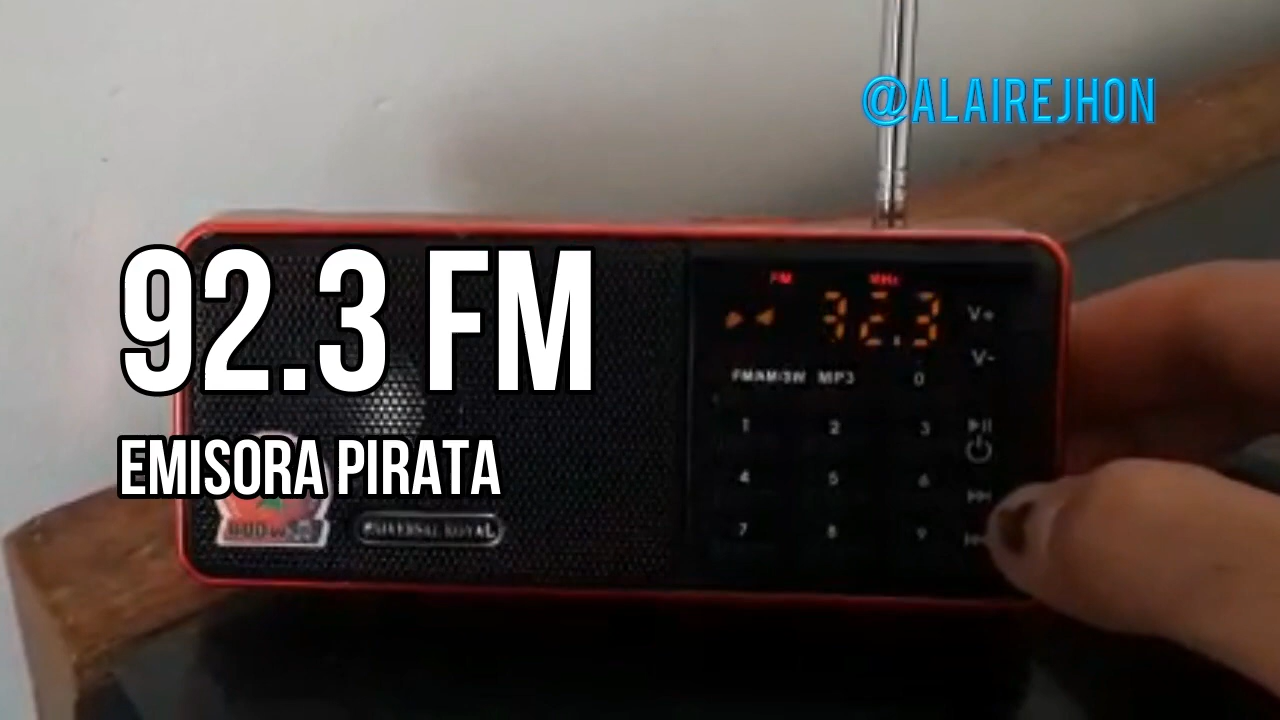 @ALAIREJHON
92.3 FM
EMISORA PIRATA
FM MHz
92.3
V+
V-
FM/AM/SW MP3 0
1 2 3
4 5 6
7 8 9